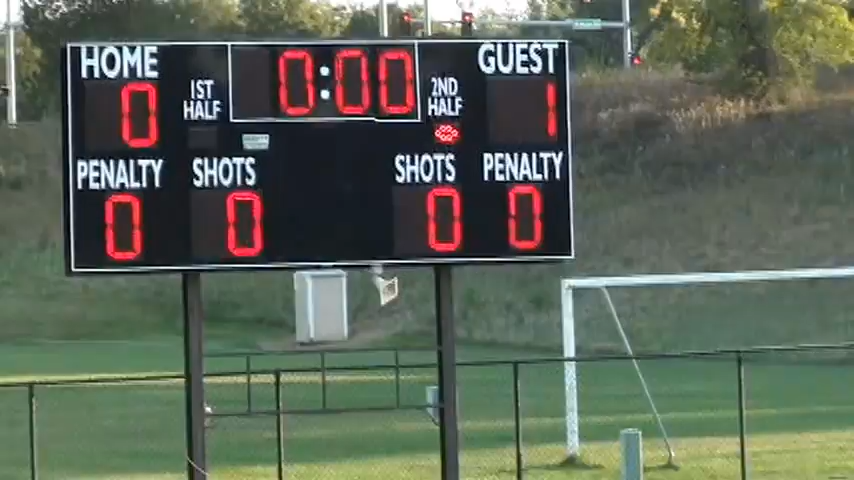 HOME 0:00 GUEST
0 1ST HALF 2ND HALF 1
PENALTY SHOTS SHOTS PENALTY
0 0 0 0